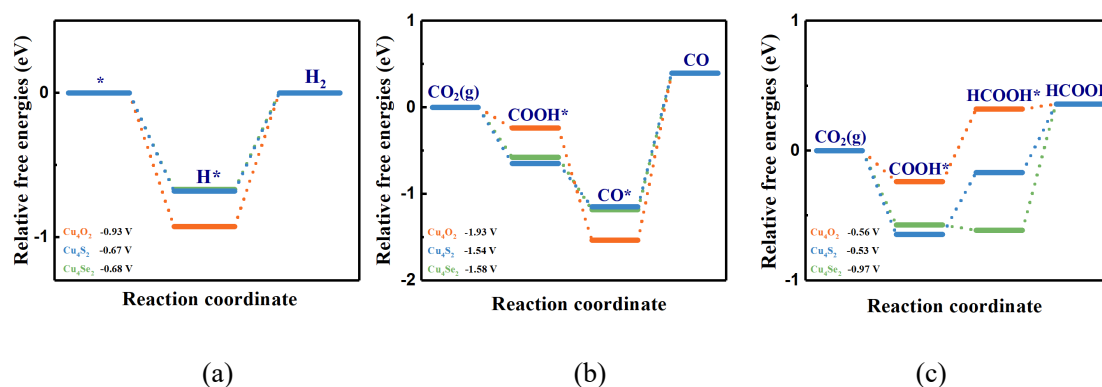 Relative free energies (eV)
0
-1
*
H*
H₂
Cu₄O₂ -0.93 V
Cu₄S₂ -0.67 V
Cu₄Se₂ -0.68 V
Reaction coordinate
(a)
Relative free energies (eV)
1
0
-1
-2
CO₂(g)
COOH*
CO*
CO
Cu₄O₂ -1.93 V
Cu₄S₂ -1.54 V
Cu₄Se₂ -1.58 V
Reaction coordinate
(b)
Relative free energies (eV)
1
0
-1
CO₂(g)
COOH*
HCOOH*
HCOOH
Cu₄O₂ -0.56 V
Cu₄S₂ -0.53 V
Cu₄Se₂ -0.97 V
Reaction coordinate
(c)